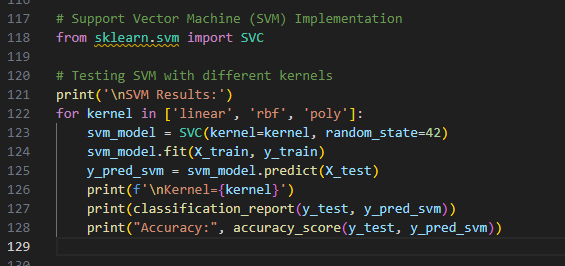 116
117 # Support Vector Machine (SVM) Implementation
118 from sklearn.svm import SVC
119
120 # Testing SVM with different kernels
121 print('\nSVM Results:')
122 for kernel in ['linear', 'rbf', 'poly']:
123     svm_model = SVC(kernel=kernel, random_state=42)
124     svm_model.fit(X_train, y_train)
125     y_pred_svm = svm_model.predict(X_test)
126     print(f'\nKernel={kernel}')
127     print(classification_report(y_test, y_pred_svm))
128     print("Accuracy:", accuracy_score(y_test, y_pred_svm))
129
130